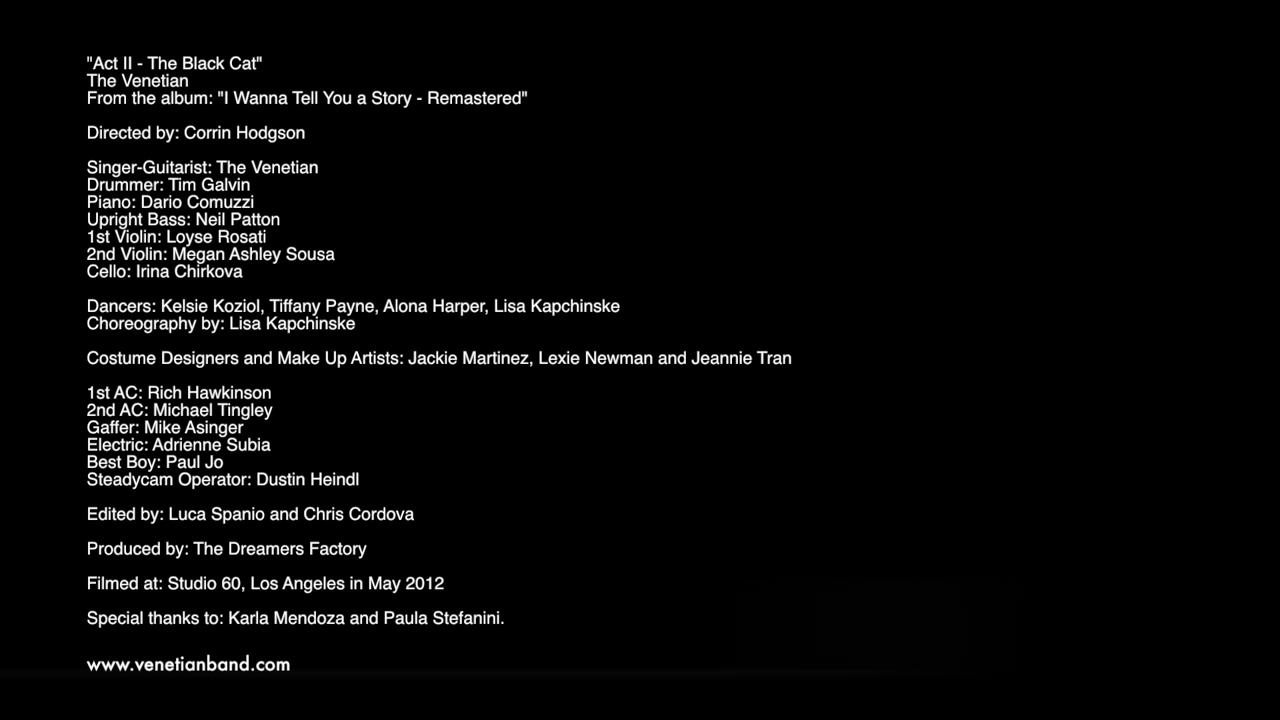 "Act II - The Black Cat"
The Venetian
From the album: "I Wanna Tell You a Story - Remastered"
Directed by: Corrin Hodgson
Singer-Guitarist: The Venetian
Drummer: Tim Galvin
Piano: Dario Comuzzi
Upright Bass: Neil Patton
1st Violin: Loyse Rosati
2nd Violin: Megan Ashley Sousa
Cello: Irina Chirkova
Dancers: Kelsie Koziol, Tiffany Payne, Alona Harper, Lisa Kapchinske
Choreography by: Lisa Kapchinske
Costume Designers and Make Up Artists: Jackie Martinez, Lexie Newman and Jeannie Tran
1st AC: Rich Hawkinson
2nd AC: Michael Tingley
Gaffer: Mike Asinger
Electric: Adrienne Subia
Best Boy: Paul Jo
Steadycam Operator: Dustin Heindl
Edited by: Luca Spanio and Chris Cordova
Produced by: The Dreamers Factory
Filmed at: Studio 60, Los Angeles in May 2012
Special thanks to: Karla Mendoza and Paula Stefanini.
www.venetianband.com